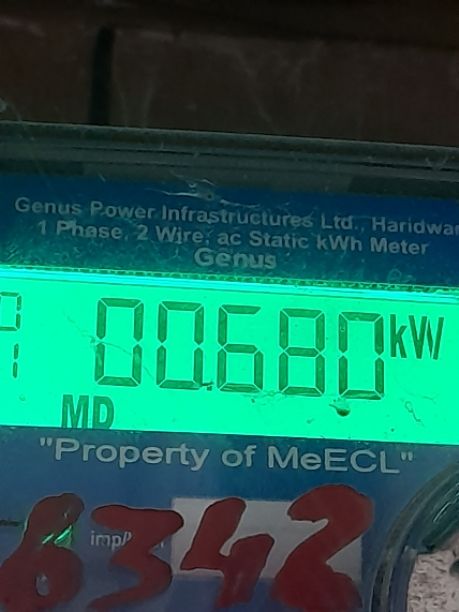 Genus Power Infrastructures Ltd., Haridwar
1 Phase, 2 Wire, ac Static kWh Meter
Genus
00.680 kW
MD
"Property of MeECL"
imp/
6342